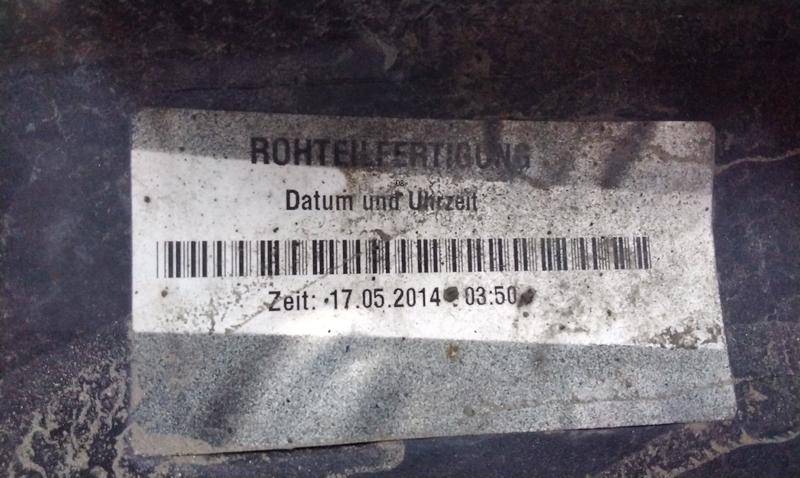 ROHTEILFERTIGUNG
Datum und Uhrzeit
Zeit: 17.05.2014 03:50